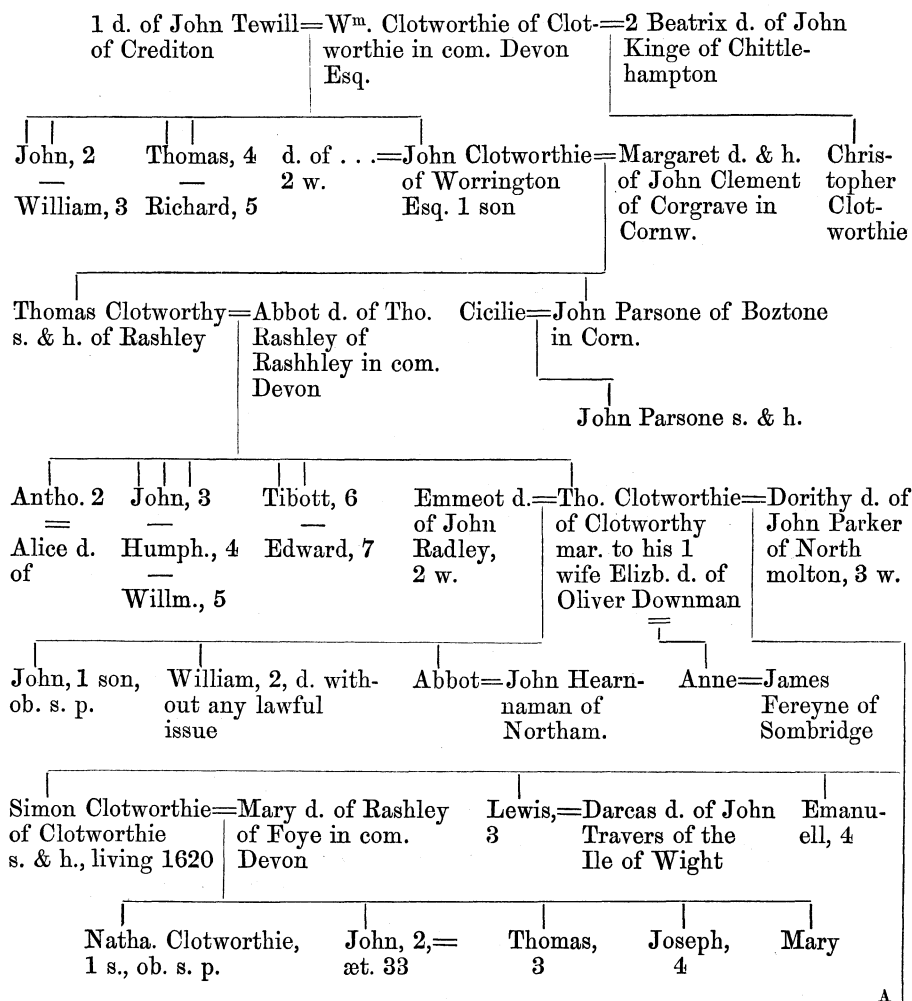 1 d. of John Tewill=Wm. Clotworthie of Clot-=2 Beatrix d. of John
of Crediton worthie in com. Devon Kinge of Chittle-
Esq. hampton
John, 2 Thomas, 4 d. of . . .=John Clotworthie=Margaret d. & h. Chris-
— — 2 w. of Worrington of John Clement topher
William, 3 Richard, 5 Esq. 1 son of Corgrave in Clot-
Cornw. worthie
Thomas Clotworthy=Abbot d. of Tho. Cicilie=John Parsone of Boztone
s. & h. of Rashley Rashley of in Corn.
Rashhley in com.
Devon
John Parsone s. & h.
Antho. 2 John, 3 Tibott, 6 Emmeot d.=Tho. Clotworthie=Dorithy d. of
= — — of John of Clotworthy John Parker
Alice d. Humph., 4 Edward, 7 Radley, mar. to his 1 of North
of — 2 w. wife Elizb. d. of molton, 3 w.
Willm., 5 Oliver Downman
=
John, 1 son, William, 2, d. with- Abbot=John Hearn- Anne=James
ob. s. p. out any lawful naman of Fereyne of
issue Northam. Sombridge
Simon Clotworthie=Mary d. of Rashley Lewis,=Darcas d. of John Emanu-
of Clotworthie of Foye in com. 3 Travers of the ell, 4
s. & h., living 1620 Devon Ile of Wight
Natha. Clotworthie, John, 2,= Thomas, Joseph, Mary
1 s., ob. s. p. æt. 33 3 4
A